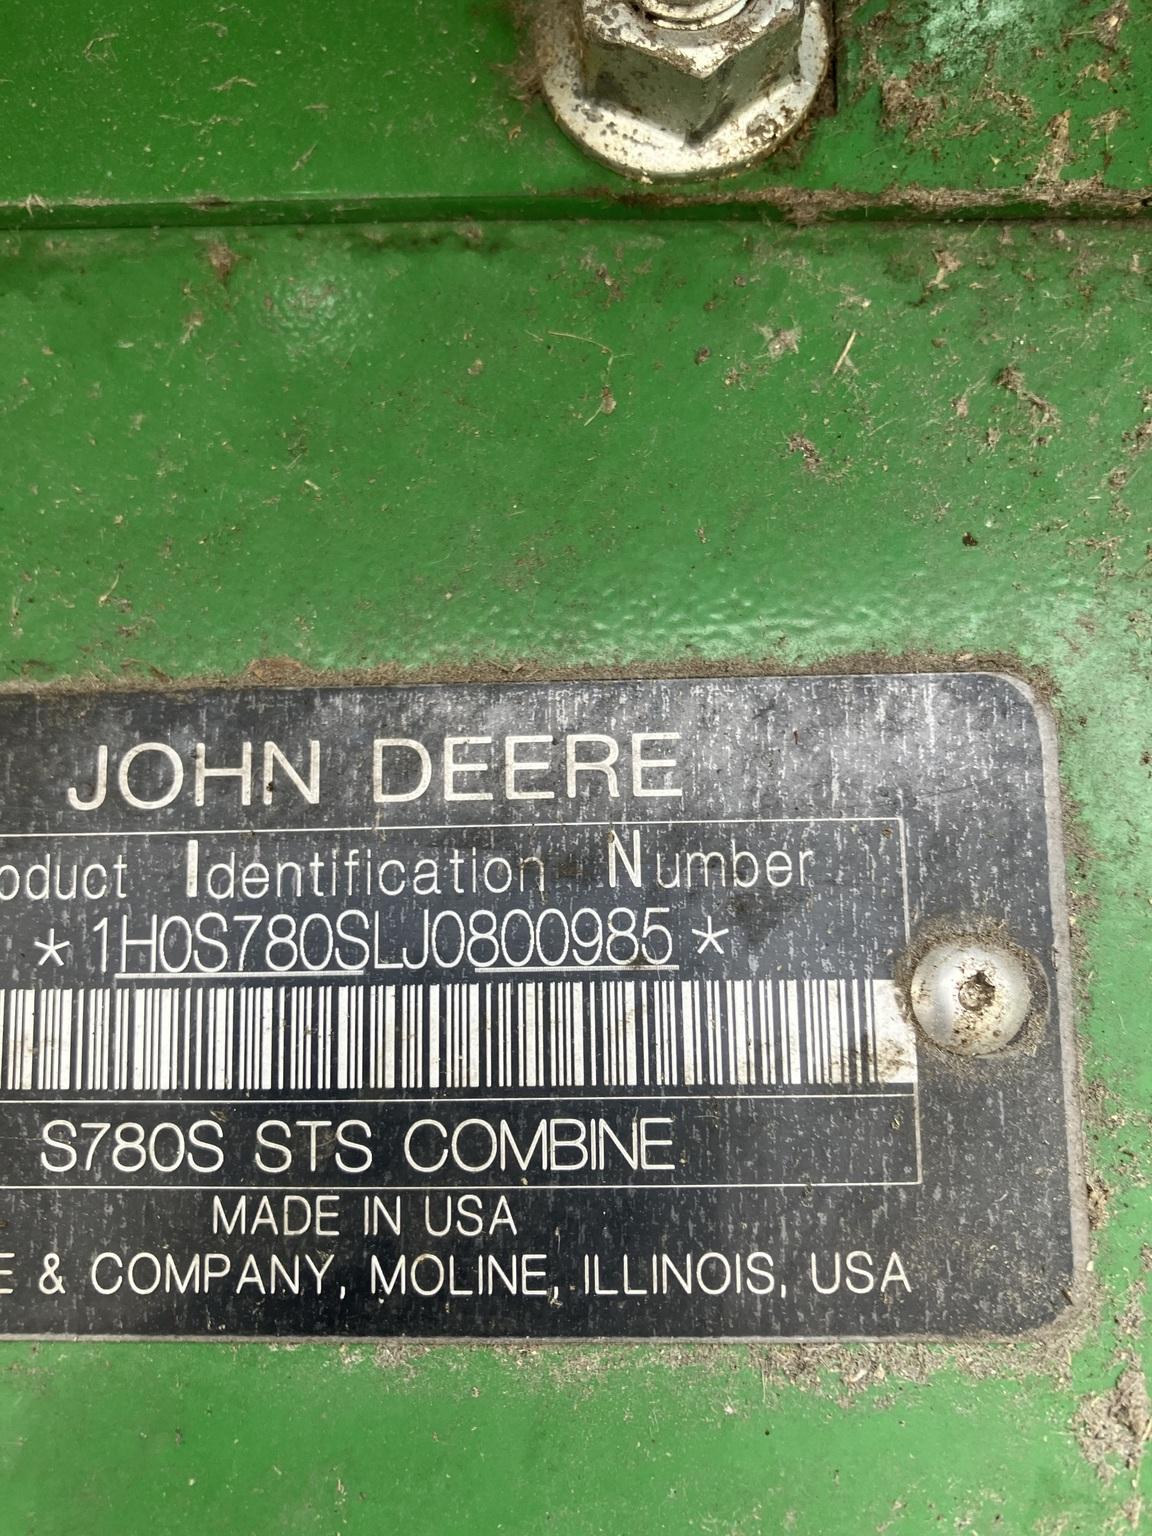 JOHN DEERE
oduct Identification Number
* 1H0S780SLJ0800985 *
S780S STS COMBINE
MADE IN USA
E & COMPANY, MOLINE, ILLINOIS, USA